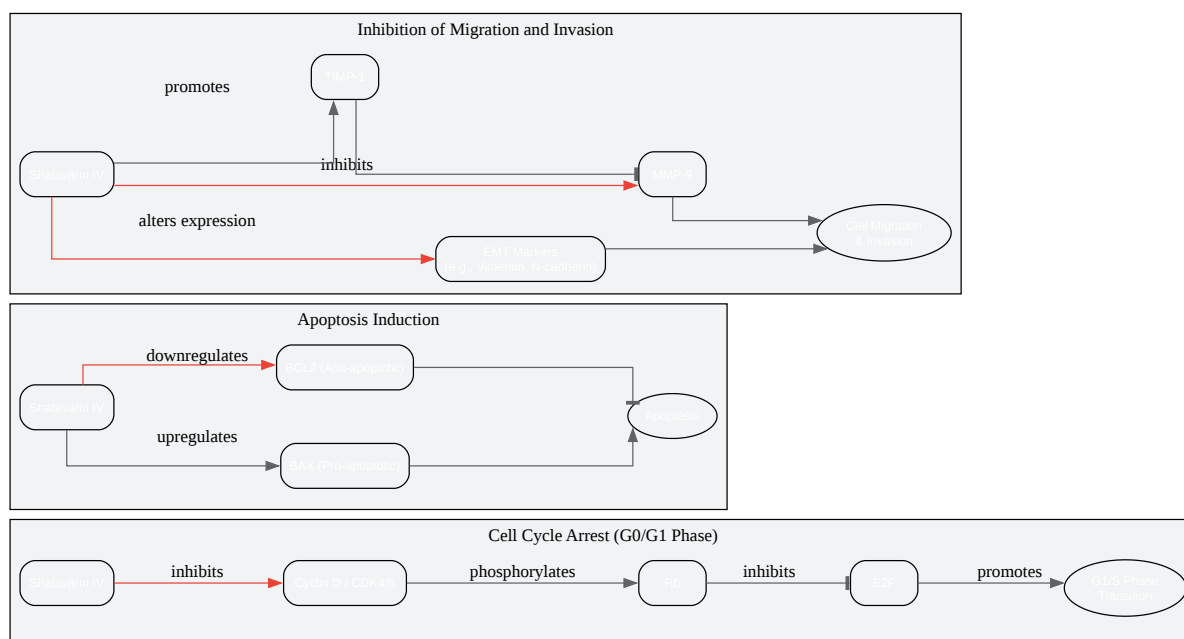 Inhibition of Migration and Invasion
TIMP-1
promotes
inhibits
Shatavarin IV
MMP-9
alters expression
Cell Migration
& Invasion
EMT Markers
(e.g., Vimentin, N-cadherin)
Apoptosis Induction
downregulates
BCL2 (Anti-apoptotic)
Shatavarin IV
Apoptosis
upregulates
BAX (Pro-apoptotic)
Cell Cycle Arrest (G0/G1 Phase)
Shatavarin IV
inhibits
Cyclin D / CDK4/6
phosphorylates
Rb
inhibits
E2F
promotes
G1/S Phase
Transition